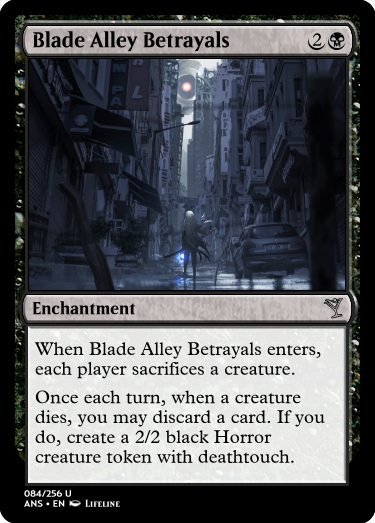 Blade Alley Betrayals 2
Enchantment
When Blade Alley Betrayals enters,
each player sacrifices a creature.
Once each turn, when a creature
dies, you may discard a card. If you
do, create a 2/2 black Horror
creature token with deathtouch.
084/256 U
ANS • EN LIFELINE